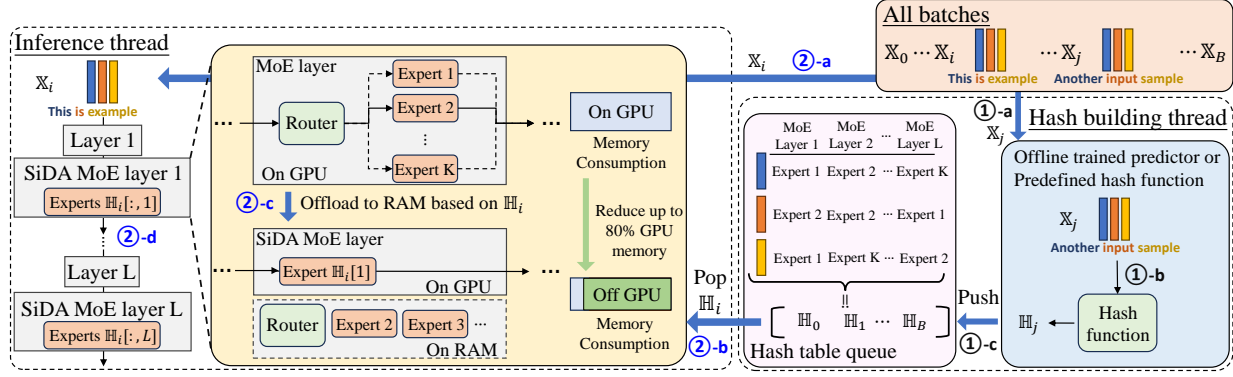 Inference thread
𝕏ᵢ
This is example
Layer 1
SiDA MoE layer 1
Experts ℍᵢ[:, 1]
②-d
Layer L
SiDA MoE layer L
Experts ℍᵢ[:, L]
MoE layer
Router
Expert 1
Expert 2
⋮
Expert K
On GPU
...
...
②-c
Offload to RAM based on ℍᵢ
SiDA MoE layer
...
Expert ℍᵢ[1]
...
On GPU
Router
Expert 2
Expert 3
...
On RAM
On GPU
Memory
Consumption
Reduce up to
80% GPU
memory
Off GPU
Memory
Consumption
𝕏ᵢ
②-a
All batches
𝕏₀ ⋯ 𝕏ᵢ ⋯ 𝕏ⱼ ⋯ 𝕏_B
This is example
Another input sample
①-a
𝕏ⱼ
Hash building thread
Offline trained predictor or
Predefined hash function
𝕏ⱼ
Another input sample
①-b
Hash
function
ℍⱼ
Push
①-c
MoE MoE MoE
Layer 1 Layer 2 ⋯ Layer L
Expert 1 Expert 2 ⋯ Expert K
Expert 2 Expert 2 ⋯ Expert 1
Expert 1 Expert K ⋯ Expert 2
=
[ ℍ₀ ℍ₁ ⋯ ℍ_B ]
Hash table queue
Pop
ℍᵢ
②-b